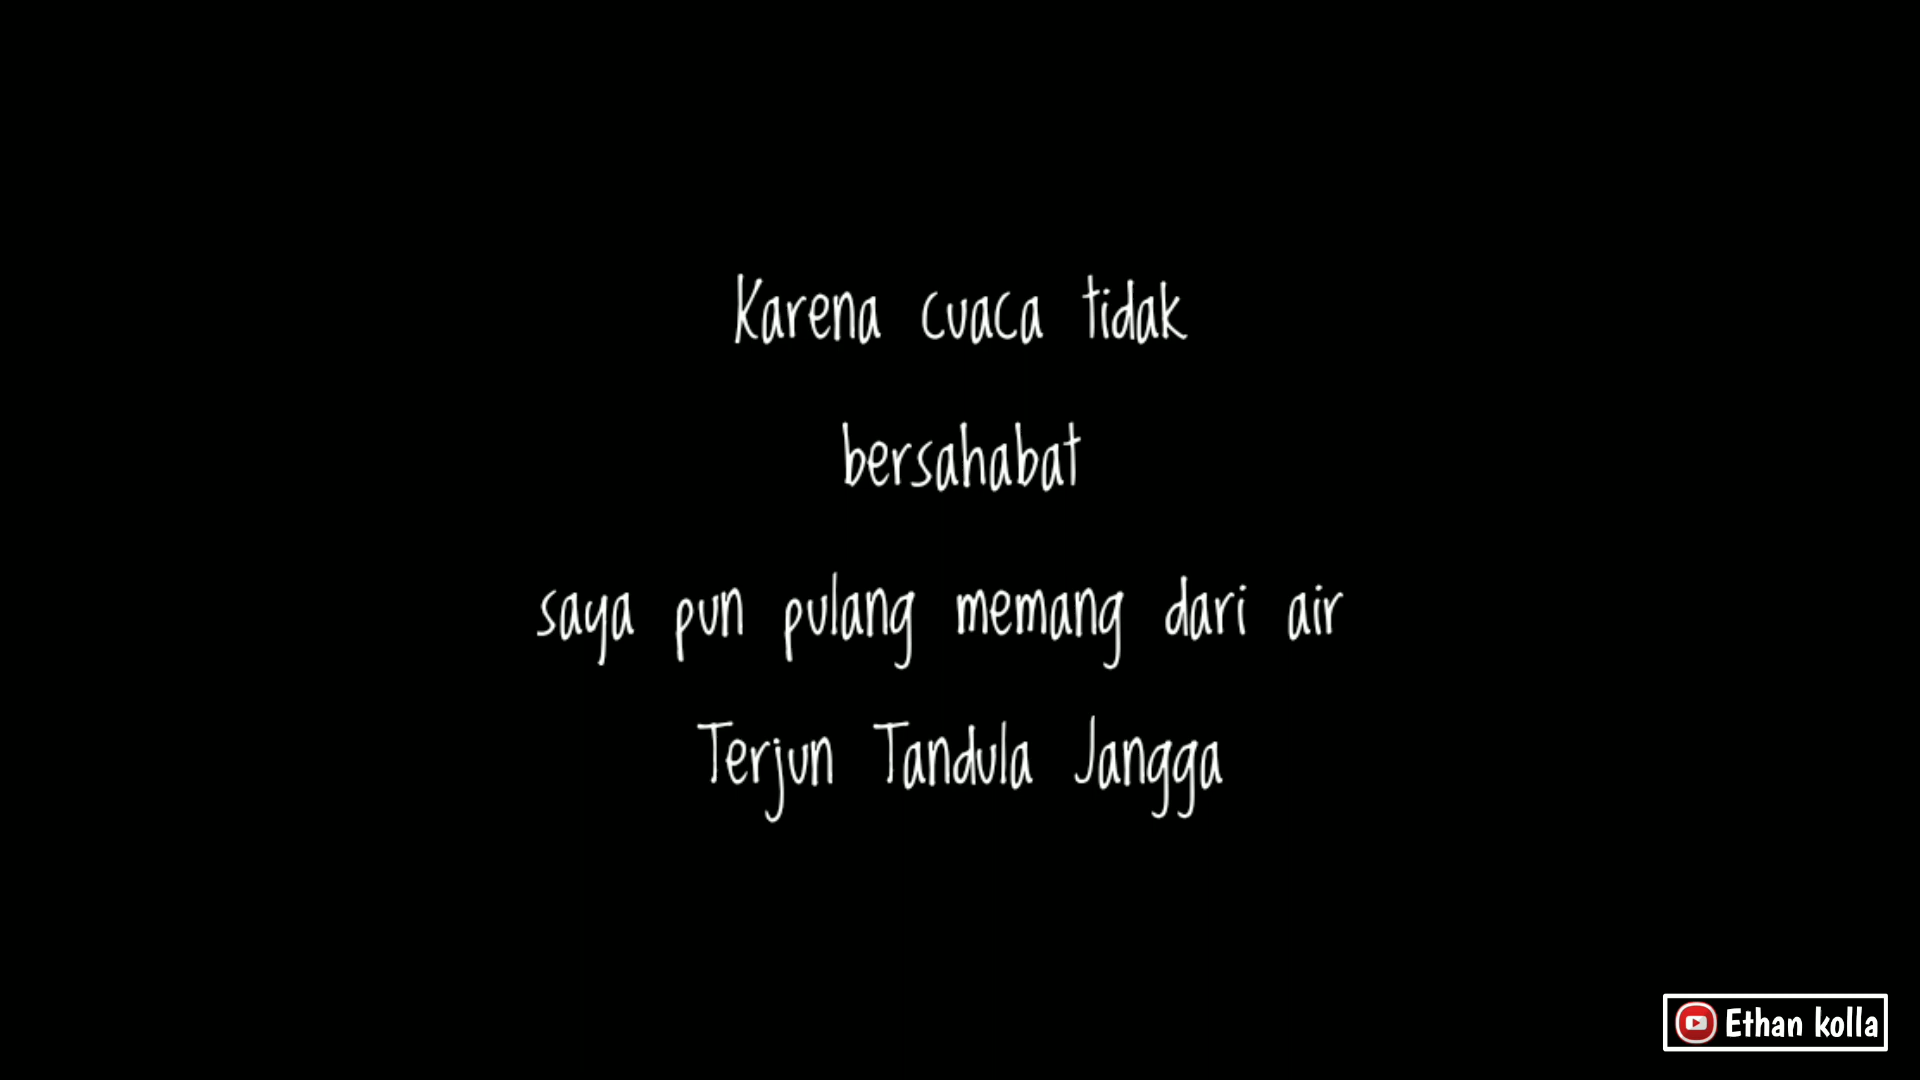 Karena cuaca tidak
bersahabat
saya pun pulang memang dari air
Terjun Tandula Jangga
Ethan kolla